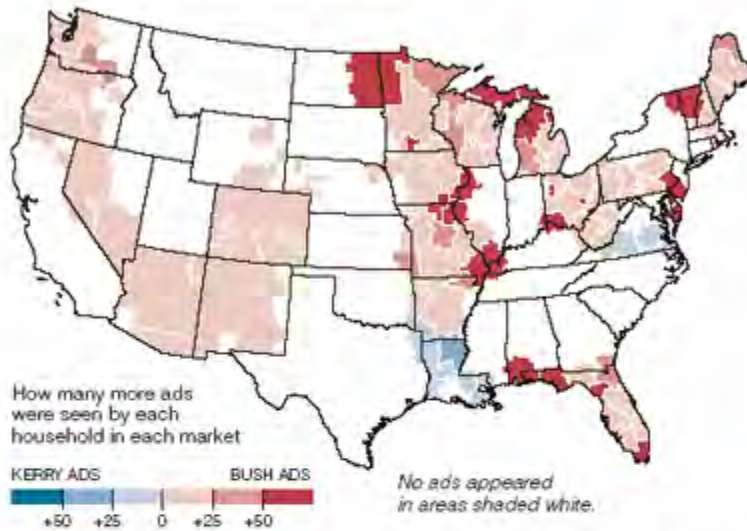 How many more ads
were seen by each
household in each market
KERRY ADS BUSH ADS
+50 +25 0 +25 +50
No ads appeared
in areas shaded white.